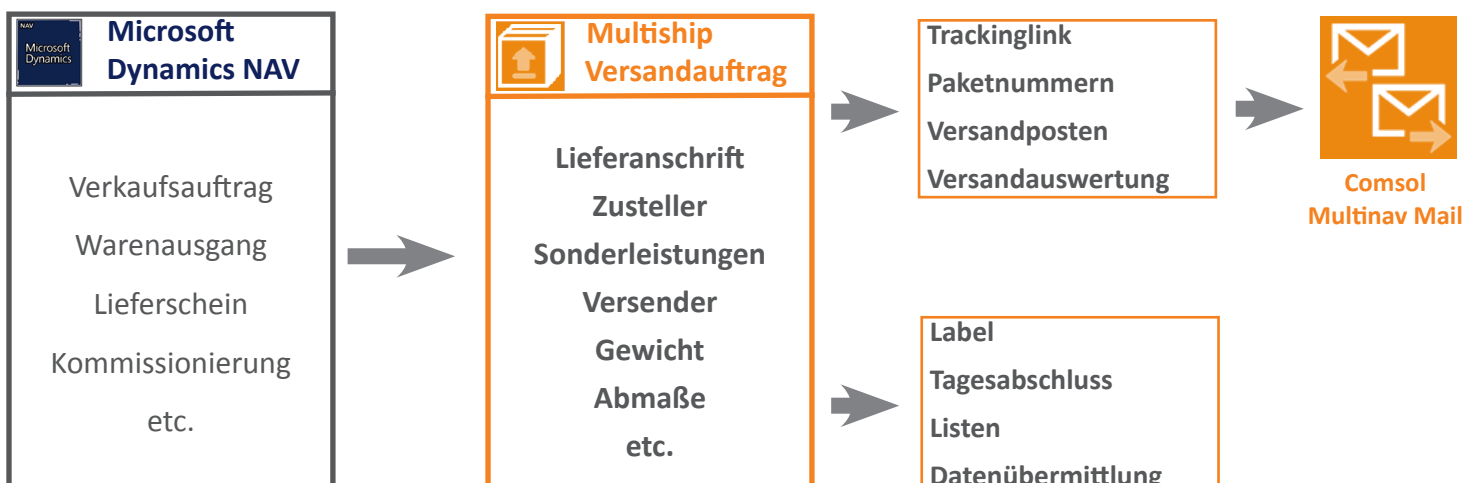 NAV
Microsoft
Dynamics
Microsoft
Dynamics NAV
Verkaufsauftrag
Warenausgang
Lieferschein
Kommissionierung
etc.
Multiship
Versandauftrag
Lieferanschrift
Zusteller
Sonderleistungen
Versender
Gewicht
Abmaße
etc.
Trackinglink
Paketnummern
Versandposten
Versandauswertung
Comsol
Multinav Mail
Label
Tagesabschluss
Listen
Datenübermittlung